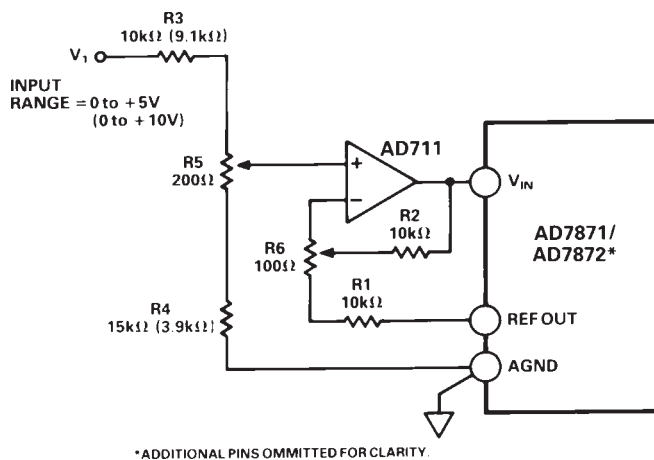 R3
10kΩ (9.1kΩ)
V1
INPUT
RANGE = 0 to +5V
(0 to +10V)
AD711
R5
200Ω
+
−
VIN
R2
10kΩ
AD7871/
AD7872*
R6
100Ω
R1
10kΩ
R4
15kΩ (3.9kΩ)
REF OUT
AGND
*ADDITIONAL PINS OMMITTED FOR CLARITY.